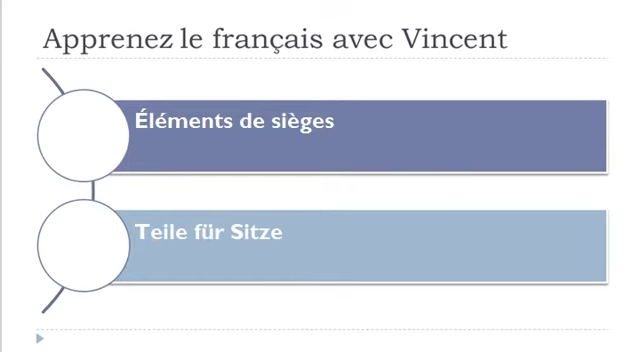 Apprenez le français avec Vincent
Éléments de sièges
Teile für Sitze